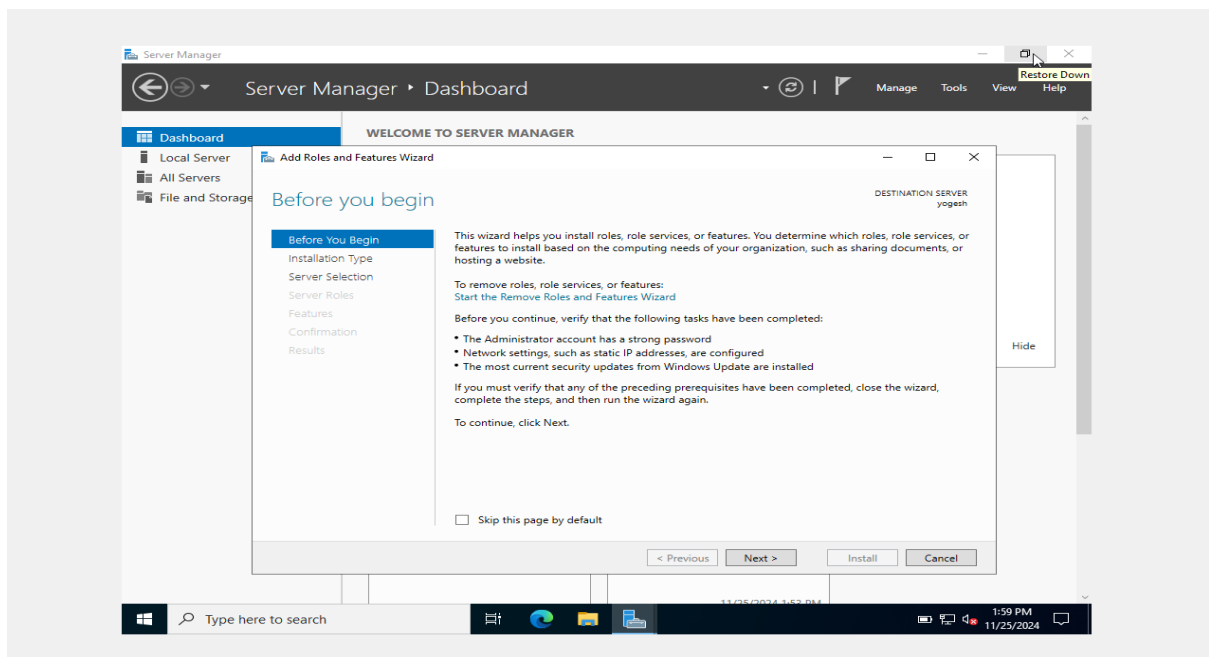 Server Manager
Restore Down
Server Manager • Dashboard
Manage Tools View Help
Dashboard
Local Server
All Servers
File and Storage
WELCOME TO SERVER MANAGER
Add Roles and Features Wizard
Before you begin
DESTINATION SERVER
yogesh
Before You Begin
Installation Type
Server Selection
Server Roles
Features
Confirmation
Results
This wizard helps you install roles, role services, or features. You determine which roles, role services, or
features to install based on the computing needs of your organization, such as sharing documents, or
hosting a website.
To remove roles, role services, or features:
Start the Remove Roles and Features Wizard
Before you continue, verify that the following tasks have been completed:
• The Administrator account has a strong password
• Network settings, such as static IP addresses, are configured
• The most current security updates from Windows Update are installed
If you must verify that any of the preceding prerequisites have been completed, close the wizard,
complete the steps, and then run the wizard again.
To continue, click Next.
Skip this page by default
< Previous Next > Install Cancel
Hide
11/25/2024 1:53 PM
Type here to search
1:59 PM
11/25/2024